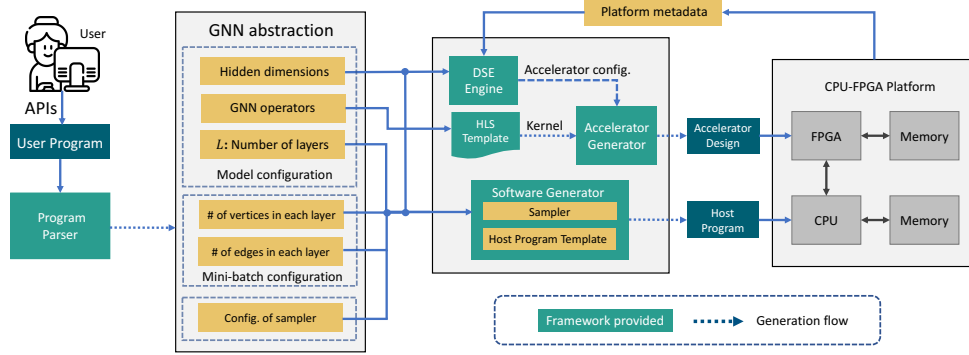 User
APIs
User Program
Program
Parser
GNN abstraction
Hidden dimensions
GNN operators
L: Number of layers
Model configuration
# of vertices in each layer
# of edges in each layer
Mini-batch configuration
Config. of sampler
Platform metadata
DSE
Engine
Accelerator config.
HLS
Template
Kernel
Accelerator
Generator
Software Generator
Sampler
Host Program Template
Accelerator
Design
Host
Program
CPU-FPGA Platform
FPGA
Memory
CPU
Memory
Framework provided
Generation flow